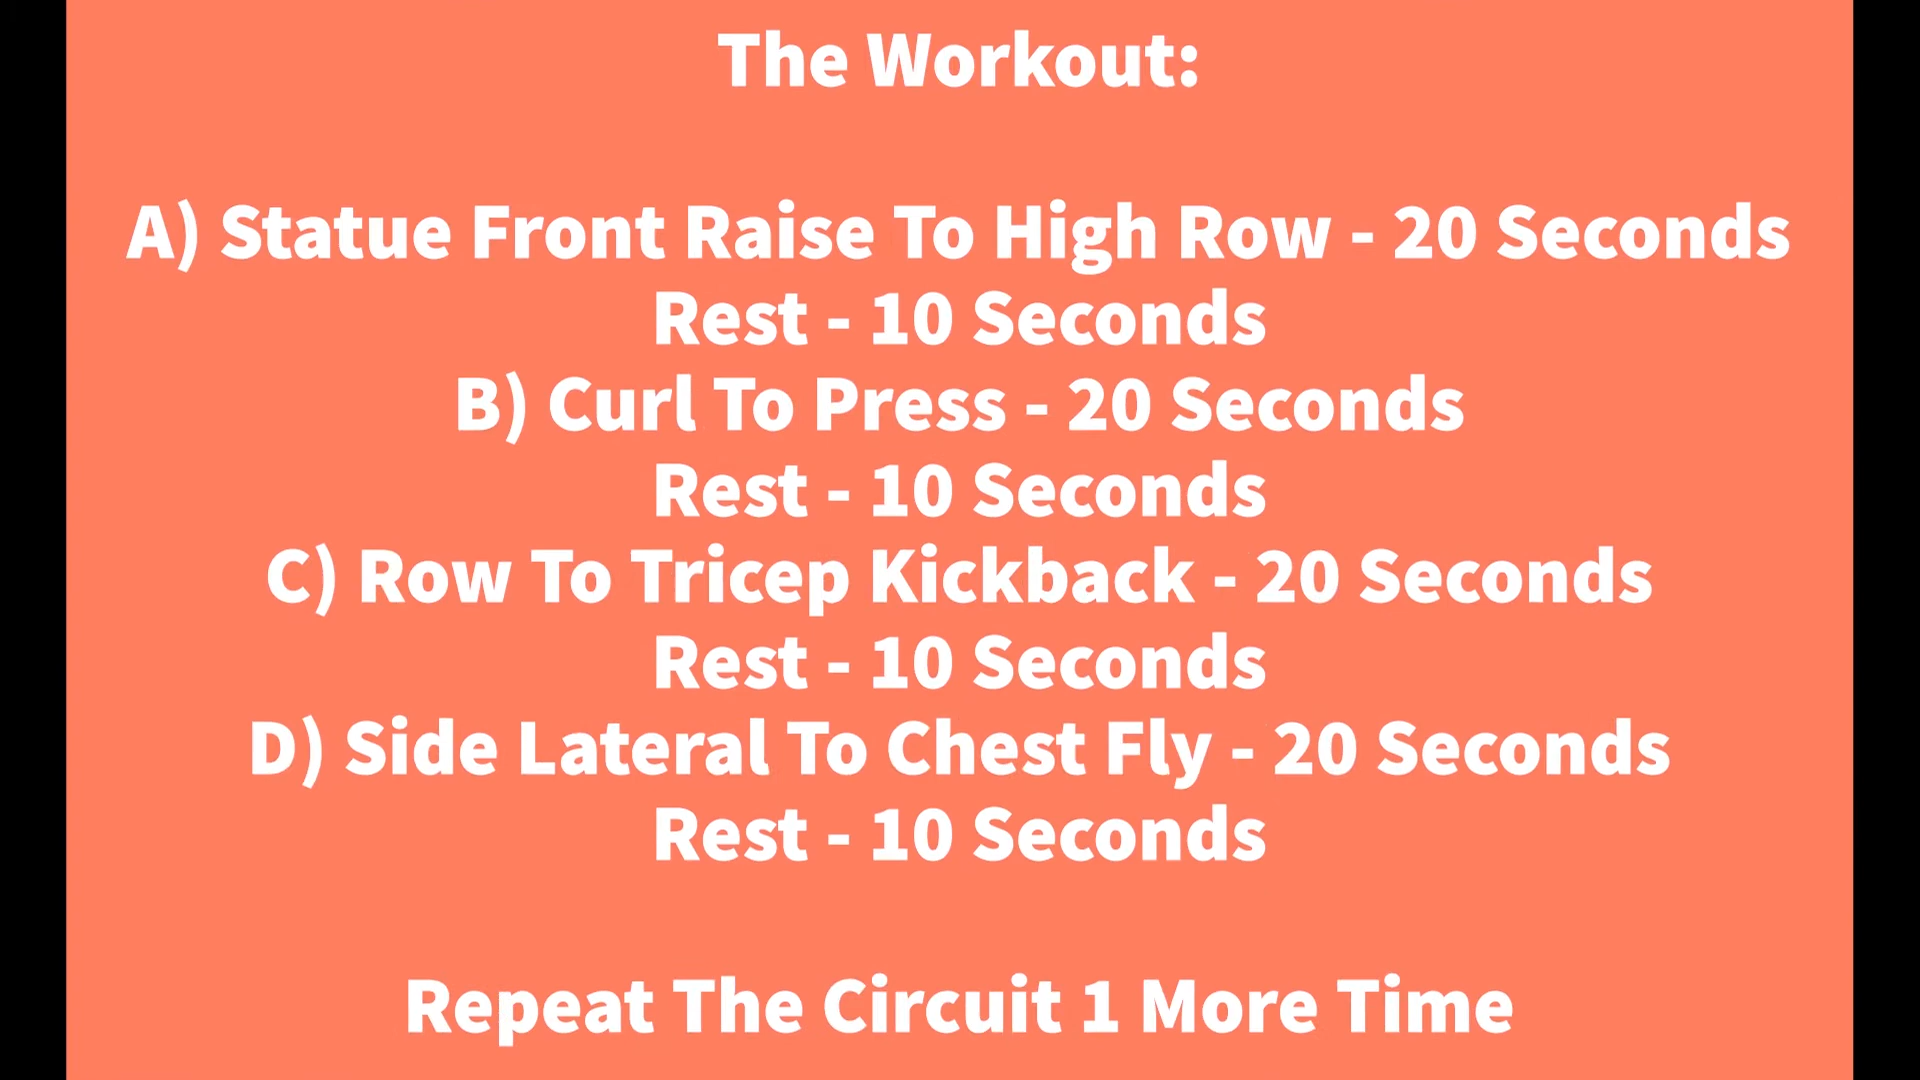 The Workout:
A) Statue Front Raise To High Row - 20 Seconds
Rest - 10 Seconds
B) Curl To Press - 20 Seconds
Rest - 10 Seconds
C) Row To Tricep Kickback - 20 Seconds
Rest - 10 Seconds
D) Side Lateral To Chest Fly - 20 Seconds
Rest - 10 Seconds
Repeat The Circuit 1 More Time